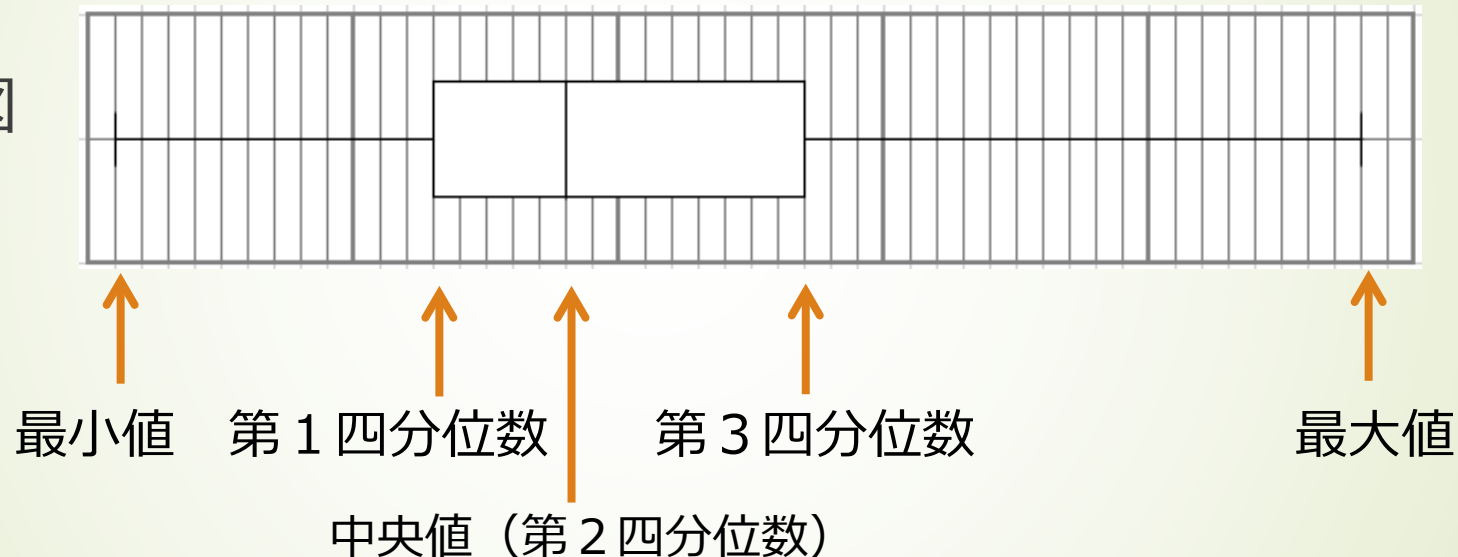 図
最小値
第１四分位数
第３四分位数
最大値
中央値（第２四分位数）